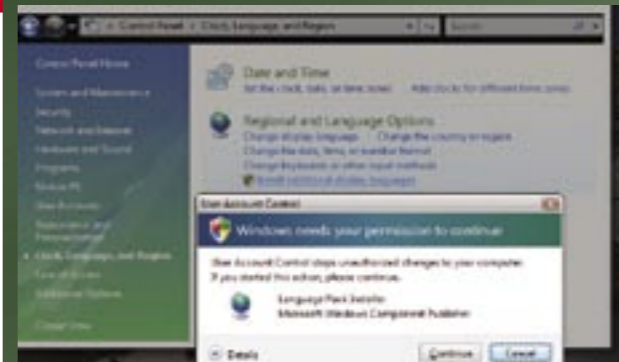 Control Panel ▸ Clock, Language, and Region
Search
Control Panel Home
System and Maintenance
Security
Network and Internet
Hardware and Sound
Programs
Mobile PC
User Accounts
Appearance and
Personalization
Clock, Language, and Region
Ease of Access
Additional Options
Classic View
Date and Time
Set the clock, date, or time zones Add clocks for different time zones
Regional and Language Options
Change display language Change the country or region
Change the date, time, or number format
Change keyboards or other input methods
Install additional display languages
User Account Control
Windows needs your permission to continue
User Account Control stops unauthorized changes to your computer.
If you started this action, please continue.
Language Pack Installer
Microsoft Windows Component Publisher
Details
Continue
Cancel